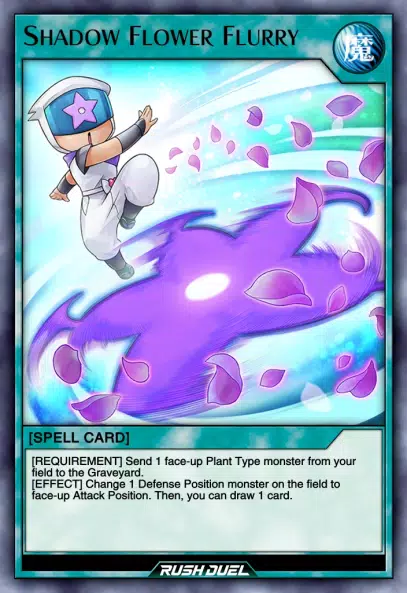 SHADOW FLOWER FLURRY
魔
[SPELL CARD]
[REQUIREMENT] Send 1 face-up Plant Type monster from your
field to the Graveyard.
[EFFECT] Change 1 Defense Position monster on the field to
face-up Attack Position. Then, you can draw 1 card.
RUSH DUEL